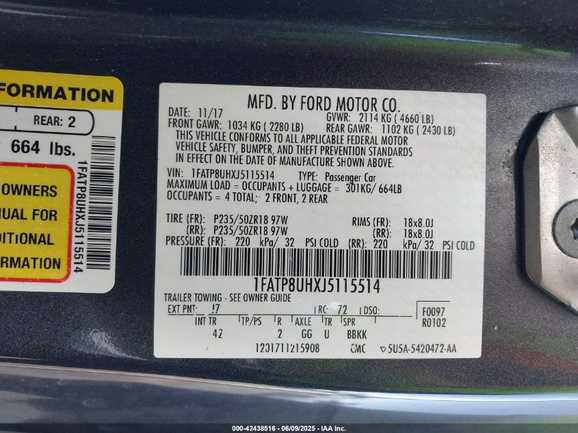 FORMATION
REAR: 2
664 lbs.
OWNERS
NUAL FOR
DITIONAL
FORMATION
1FATP8UHXJ5115514
MFD. BY FORD MOTOR CO.
DATE: 11/17 GVWR: 2114 KG ( 4660 LB)
FRONT GAWR: 1034 KG ( 2280 LB) REAR GAWR: 1102 KG ( 2430 LB)
THIS VEHICLE CONFORMS TO ALL APPLICABLE FEDERAL MOTOR
VEHICLE SAFETY, BUMPER, AND THEFT PREVENTION STANDARDS
IN EFFECT ON THE DATE OF MANUFACTURE SHOWN ABOVE.
VIN: 1FATP8UHXJ5115514 TYPE: Passenger Car
MAXIMUM LOAD = OCCUPANTS + LUGGAGE = 301KG/ 664LB
OCCUPANTS = 4 TOTAL; 2 FRONT, 2 REAR
TIRE (FR): P235/50ZR18 97W RIMS (FR): 18x8.0J
(RR): P235/50ZR18 97W (RR): 18x8.0J
PRESSURE (FR): 220 kPa/ 32 PSI COLD (RR): 220 kPa/ 32 PSI COLD
1FATP8UHXJ5115514
TRAILER TOWING - SEE OWNER GUIDE
EXT PNT: J7 RC: 72 DSO: F0097
INT TR TP/PS R AXLE TR SPR R0102
42 2 GG U BBKK
1231711215908 CMC 5U5A-5420472-AA
000-42438516 - 06/09/2025 - IAAI.COM